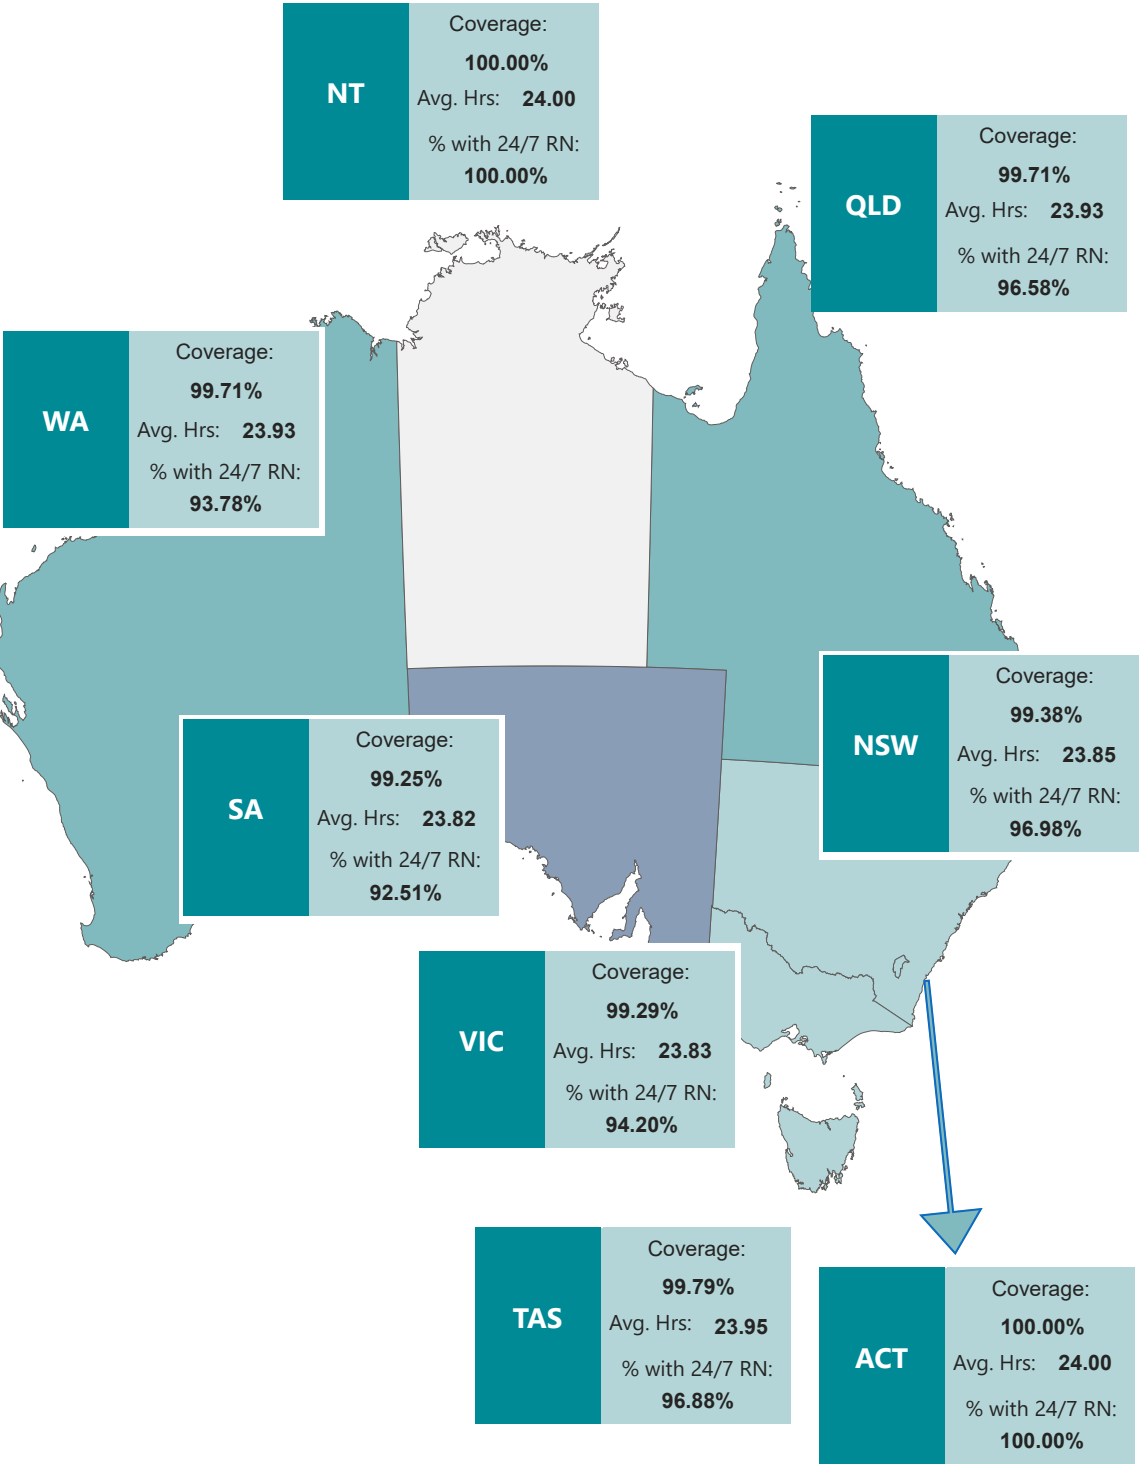 NT
Coverage:
100.00%
Avg. Hrs: 24.00
% with 24/7 RN:
100.00%
QLD
Coverage:
99.71%
Avg. Hrs: 23.93
% with 24/7 RN:
96.58%
WA
Coverage:
99.71%
Avg. Hrs: 23.93
% with 24/7 RN:
93.78%
NSW
Coverage:
99.38%
Avg. Hrs: 23.85
% with 24/7 RN:
96.98%
SA
Coverage:
99.25%
Avg. Hrs: 23.82
% with 24/7 RN:
92.51%
VIC
Coverage:
99.29%
Avg. Hrs: 23.83
% with 24/7 RN:
94.20%
TAS
Coverage:
99.79%
Avg. Hrs: 23.95
% with 24/7 RN:
96.88%
ACT
Coverage:
100.00%
Avg. Hrs: 24.00
% with 24/7 RN:
100.00%